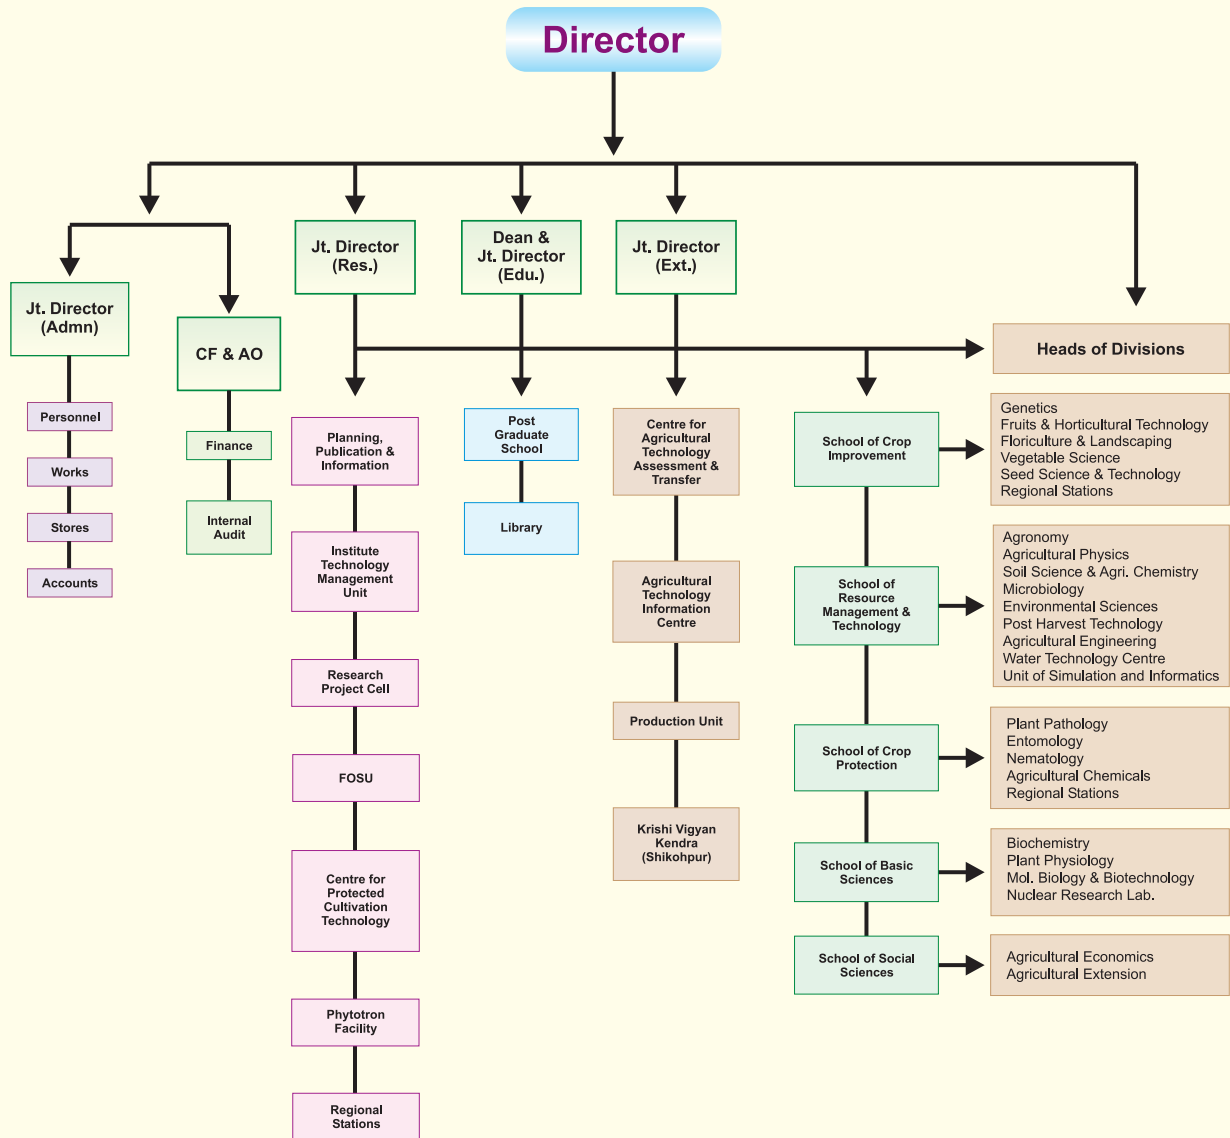 Director
Jt. Director
(Res.)
Dean &
Jt. Director
(Edu.)
Jt. Director
(Ext.)
Jt. Director
(Admn)
CF & AO
Heads of Divisions
Personnel
Works
Stores
Accounts
Finance
Internal
Audit
Planning,
Publication &
Information
Institute
Technology
Management
Unit
Research
Project Cell
FOSU
Centre for
Protected
Cultivation
Technology
Phytotron
Facility
Regional
Stations
Post
Graduate
School
Library
Centre for
Agricultural
Technology
Assessment &
Transfer
Agricultural
Technology
Information
Centre
Production Unit
Krishi Vigyan
Kendra
(Shikohpur)
School of Crop
Improvement
Genetics
Fruits & Horticultural Technology
Floriculture & Landscaping
Vegetable Science
Seed Science & Technology
Regional Stations
School of
Resource
Management &
Technology
Agronomy
Agricultural Physics
Soil Science & Agri. Chemistry
Microbiology
Environmental Sciences
Post Harvest Technology
Agricultural Engineering
Water Technology Centre
Unit of Simulation and Informatics
School of Crop
Protection
Plant Pathology
Entomology
Nematology
Agricultural Chemicals
Regional Stations
School of Basic
Sciences
Biochemistry
Plant Physiology
Mol. Biology & Biotechnology
Nuclear Research Lab.
School of Social
Sciences
Agricultural Economics
Agricultural Extension